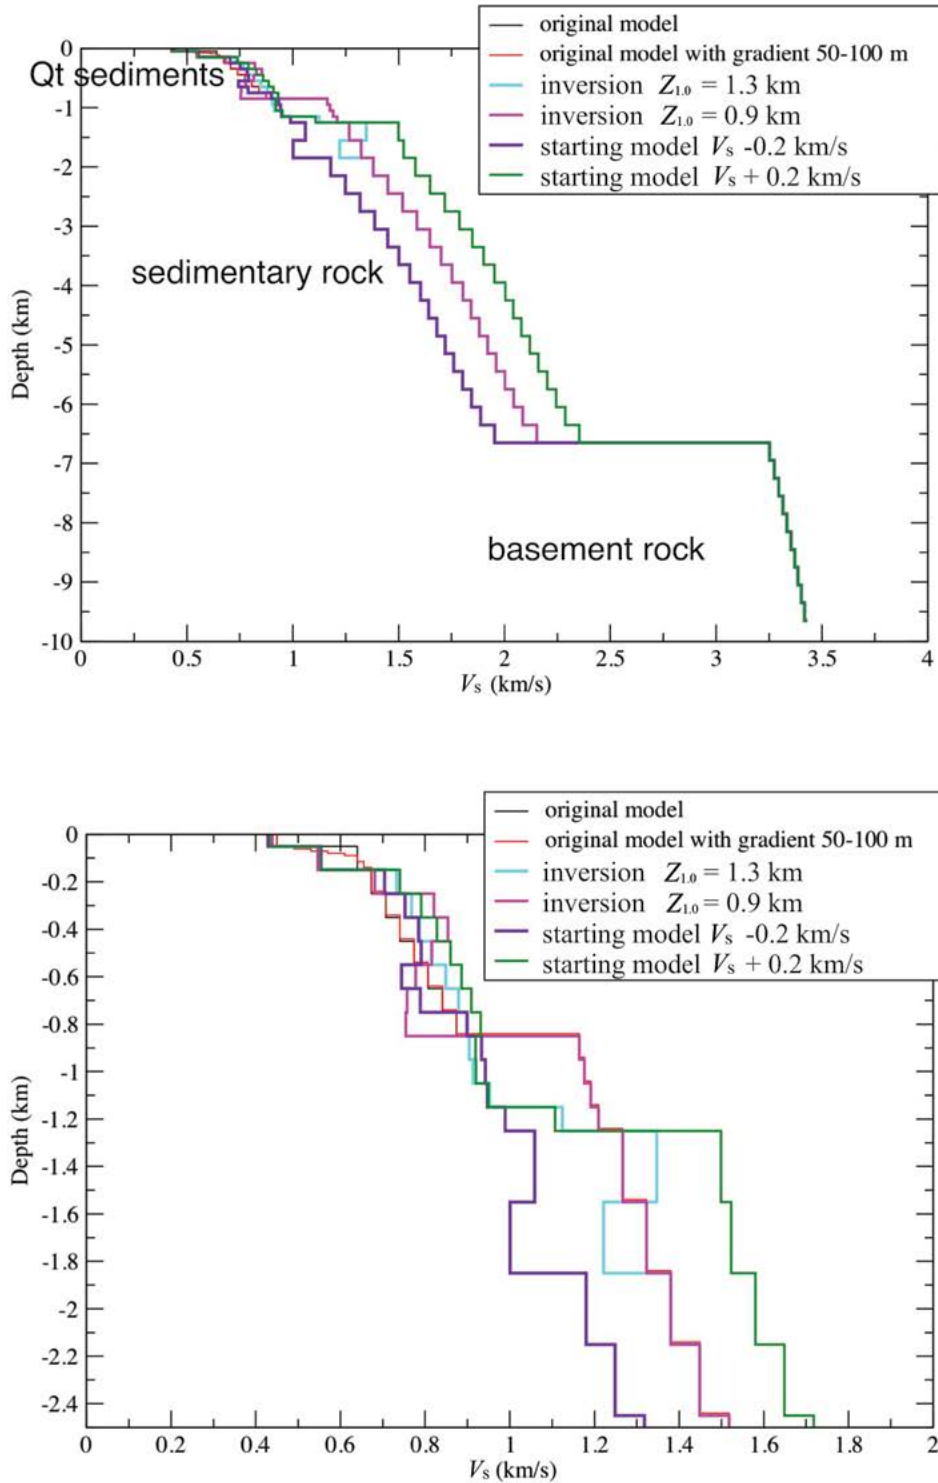 original model
original model with gradient 50-100 m
inversion Z1.0 = 1.3 km
inversion Z1.0 = 0.9 km
starting model Vs -0.2 km/s
starting model Vs + 0.2 km/s
0
Qt sediments
-1
-2
-3
sedimentary rock
-4
Depth (km)
-5
-6
-7
-8
basement rock
-9
-10
0 0.5 1 1.5 2 2.5 3 3.5 4
Vs (km/s)
original model
original model with gradient 50-100 m
inversion Z1.0 = 1.3 km
inversion Z1.0 = 0.9 km
starting model Vs -0.2 km/s
starting model Vs + 0.2 km/s
0
-0.2
-0.4
-0.6
-0.8
-1
Depth (km)
-1.2
-1.4
-1.6
-1.8
-2
-2.2
-2.4
0 0.2 0.4 0.6 0.8 1 1.2 1.4 1.6 1.8 2
Vs (km/s)